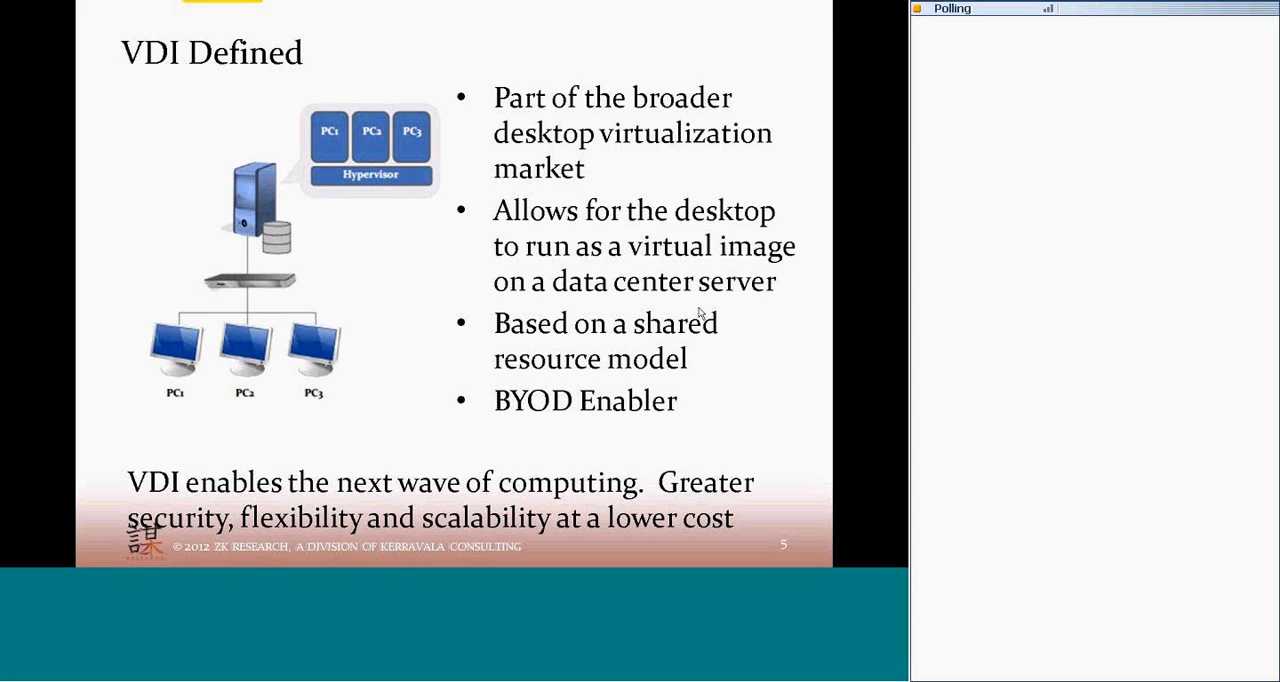 Polling
VDI Defined
PC1 PC2 PC3
Hypervisor
PC1 PC2 PC3
• Part of the broader
desktop virtualization
market
• Allows for the desktop
to run as a virtual image
on a data center server
• Based on a shared
resource model
• BYOD Enabler
VDI enables the next wave of computing.  Greater
security, flexibility and scalability at a lower cost
謀
© 2012 ZK RESEARCH, A DIVISION OF KERRAVALA CONSULTING
5